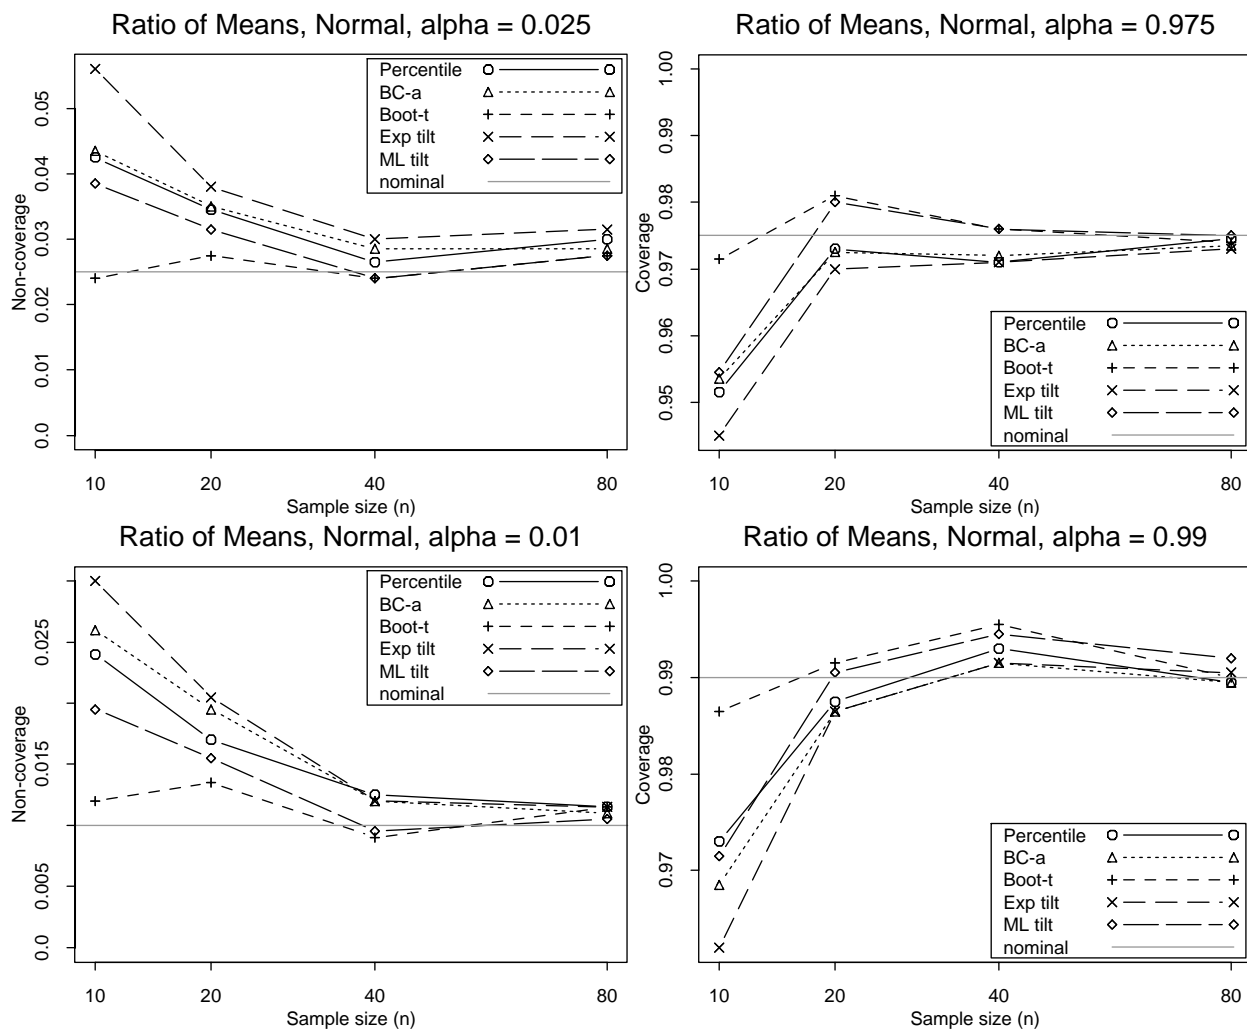 Ratio of Means, Normal, alpha = 0.025
Non-coverage
0.05
0.04
0.03
0.02
0.01
0.0
Percentile
BC-a
Boot-t
Exp tilt
ML tilt
nominal
10 20 40 80
Sample size (n)
Ratio of Means, Normal, alpha = 0.975
Coverage
1.00
0.99
0.98
0.97
0.96
0.95
Percentile
BC-a
Boot-t
Exp tilt
ML tilt
nominal
10 20 40 80
Sample size (n)
Ratio of Means, Normal, alpha = 0.01
Non-coverage
0.025
0.015
0.005
0.0
Percentile
BC-a
Boot-t
Exp tilt
ML tilt
nominal
10 20 40 80
Sample size (n)
Ratio of Means, Normal, alpha = 0.99
Coverage
1.00
0.99
0.98
0.97
Percentile
BC-a
Boot-t
Exp tilt
ML tilt
nominal
10 20 40 80
Sample size (n)